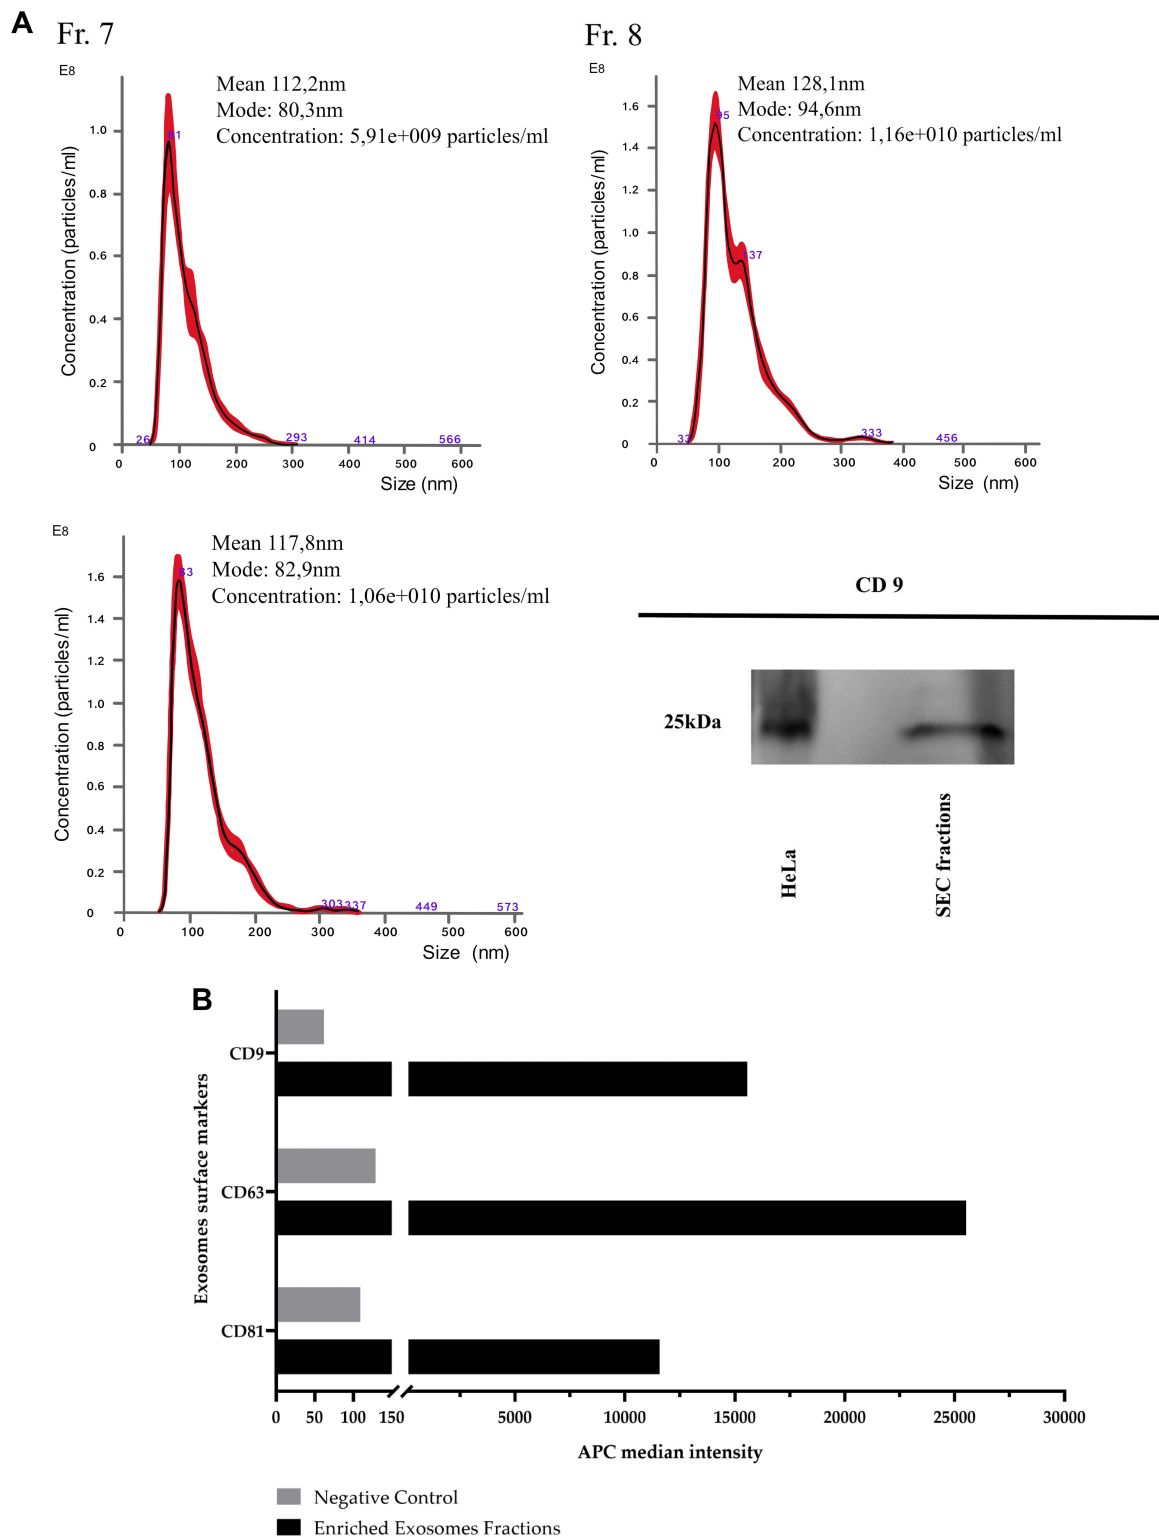 A
Fr. 7
E8
Mean 112,2nm
Mode: 80,3nm
Concentration: 5,91e+009 particles/ml
Concentration (particles/ml)
1.0
0.8
0.6
0.4
0.2
0
81
26
293
414
566
0 100 200 300 400 500 600
Size (nm)
Fr. 8
E8
Mean 128,1nm
Mode: 94,6nm
Concentration: 1,16e+010 particles/ml
Concentration (particles/ml)
1.6
1.4
1.2
1.0
0.8
0.6
0.4
0.2
0
95
137
33
333
456
0 100 200 300 400 500 600
Size (nm)
E8
Mean 117,8nm
Mode: 82,9nm
Concentration: 1,06e+010 particles/ml
Concentration (particles/ml)
1.6
1.4
1.2
1.0
0.8
0.6
0.4
0.2
0
83
303
337
449
573
0 100 200 300 400 500 600
Size (nm)
CD 9
25kDa
HeLa
SEC fractions
B
Exosomes surface markers
CD9
CD63
CD81
0 50 100 150 5000 10000 15000 20000 25000 30000
APC median intensity
Negative Control
Enriched Exosomes Fractions